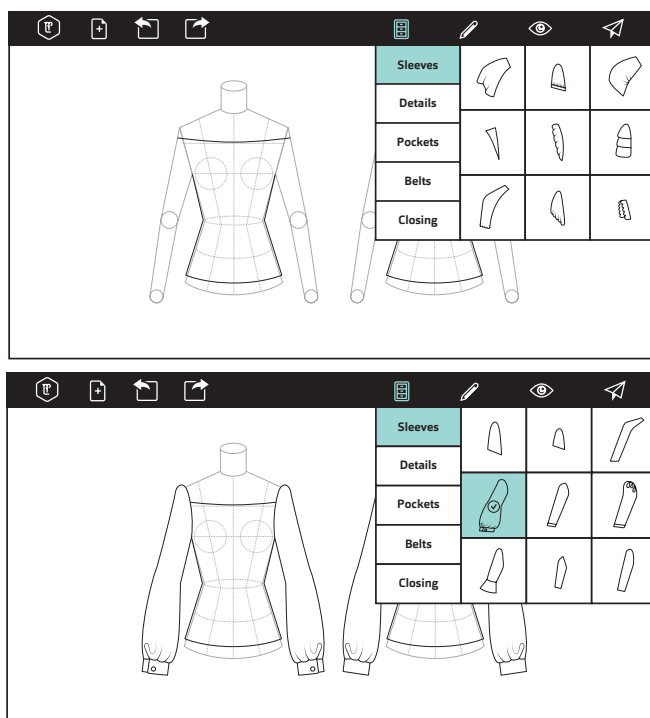 Sleeves
Details
Pockets
Belts
Closing
Sleeves
Details
Pockets
Belts
Closing